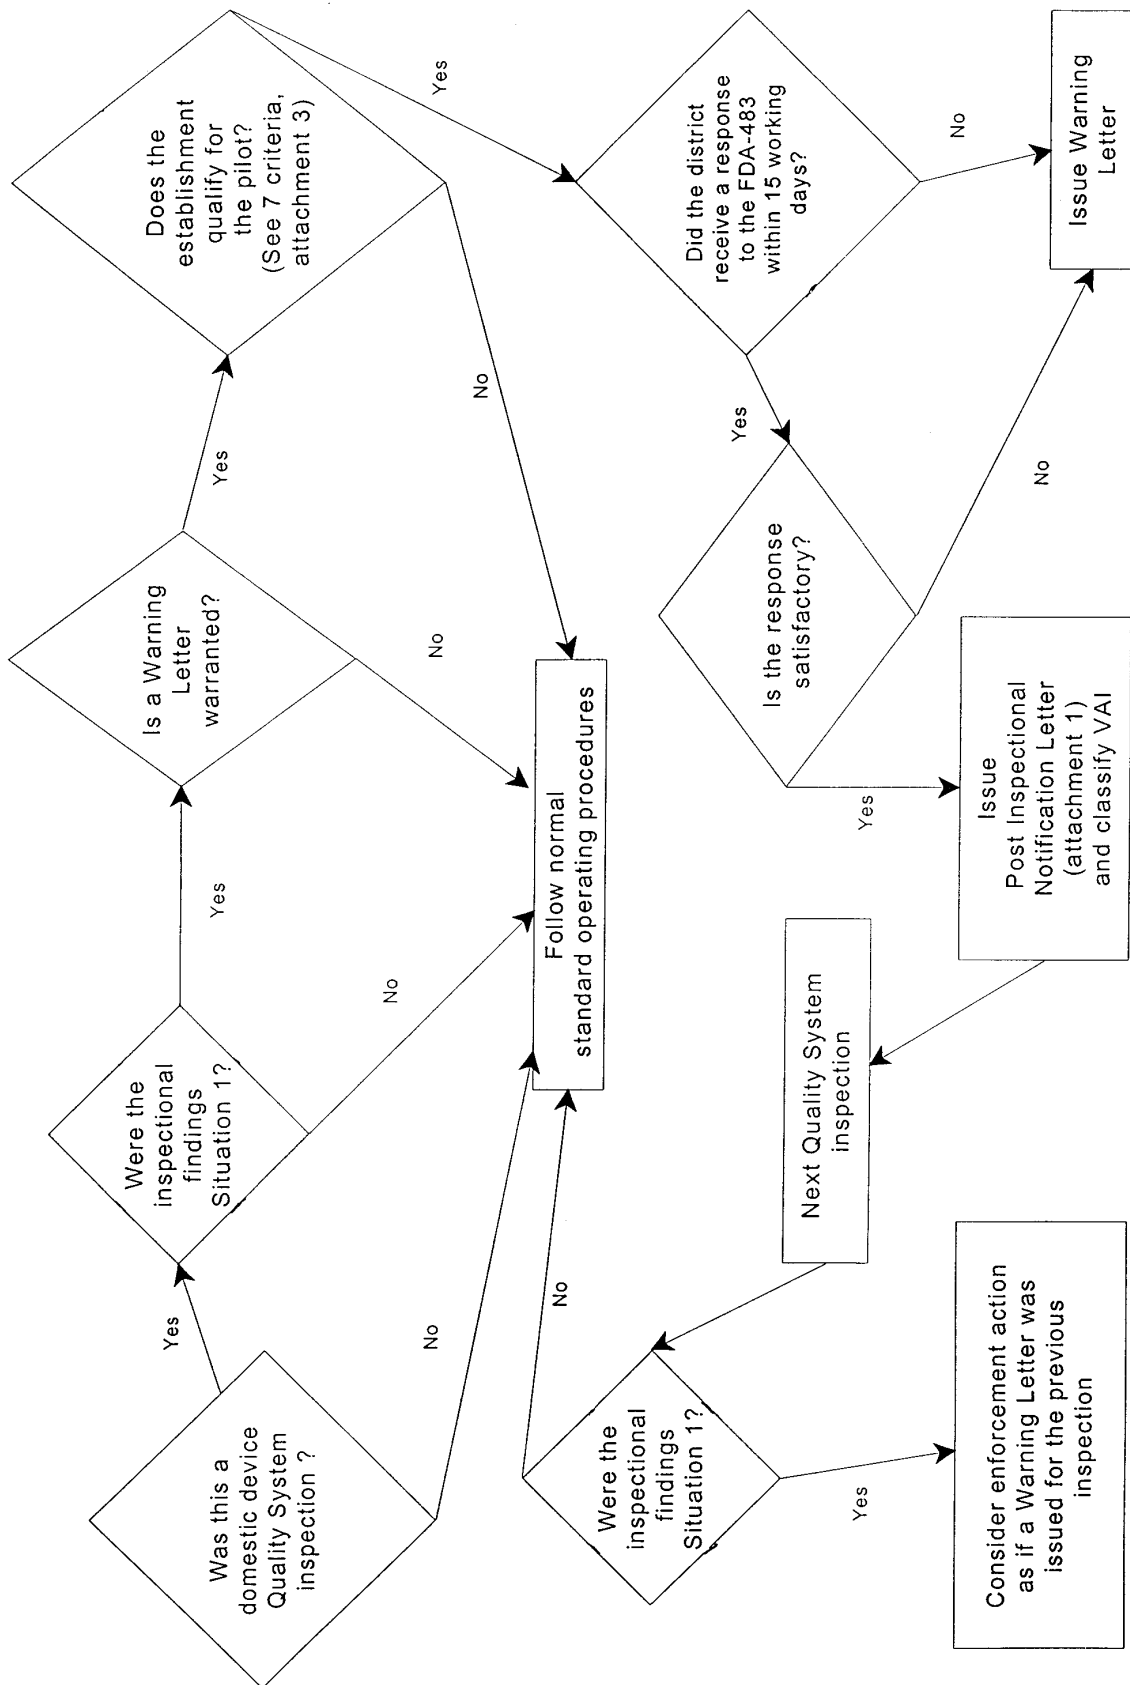 Was this a
domestic device
Quality System
inspection ?
Yes
No
Were the
inspectional
findings
Situation 1?
Yes
No
Is a Warning
Letter
warranted?
Yes
No
Does the
establishment
qualify for
the pilot?
(See 7 criteria,
attachment 3)
Yes
No
Follow normal
standard operating procedures
Did the district
receive a response
to the FDA-483
within 15 working
days?
Yes
No
Is the response
satisfactory?
Yes
No
Issue Warning
Letter
Issue
Post Inspectional
Notification Letter
(attachment 1)
and classify VAI
Next Quality System
inspection
Were the
inspectional
findings
Situation 1?
No
Yes
Consider enforcement action
as if a Warning Letter was
issued for the previous
inspection